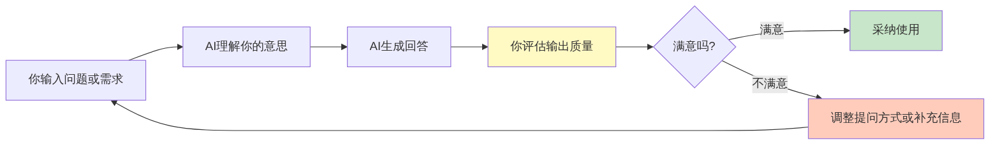 你输入问题或需求
AI理解你的意思
AI生成回答
你评估输出质量
满意吗?
满意
采纳使用
不满意
调整提问方式或补充信息